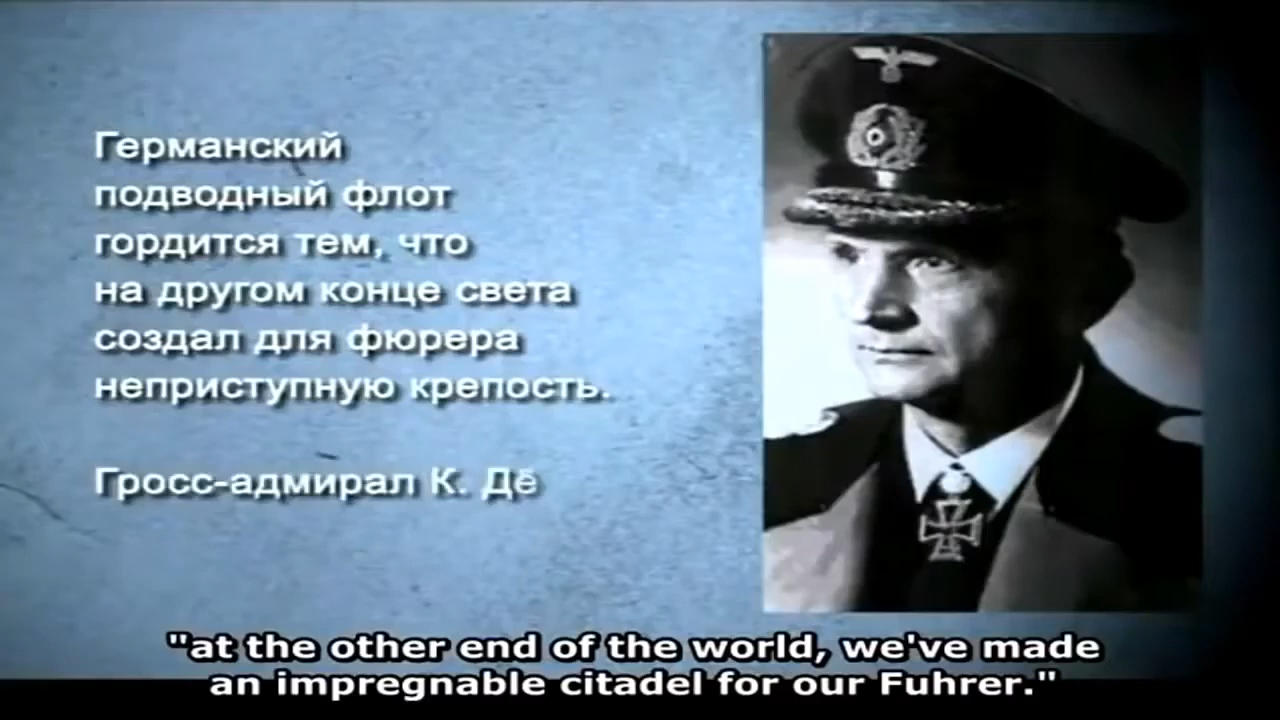 Германский
подводный флот
гордится тем, что
на другом конце света
создал для фюрера
неприступную крепость.
Гросс-адмирал К. Дё
"at the other end of the world, we've made
an impregnable citadel for our Fuhrer."